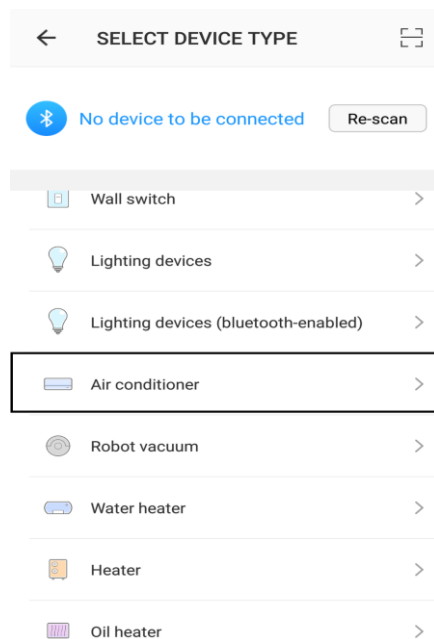 SELECT DEVICE TYPE
No device to be connected Re-scan
Wall switch
Lighting devices
Lighting devices (bluetooth-enabled)
Air conditioner
Robot vacuum
Water heater
Heater
Oil heater